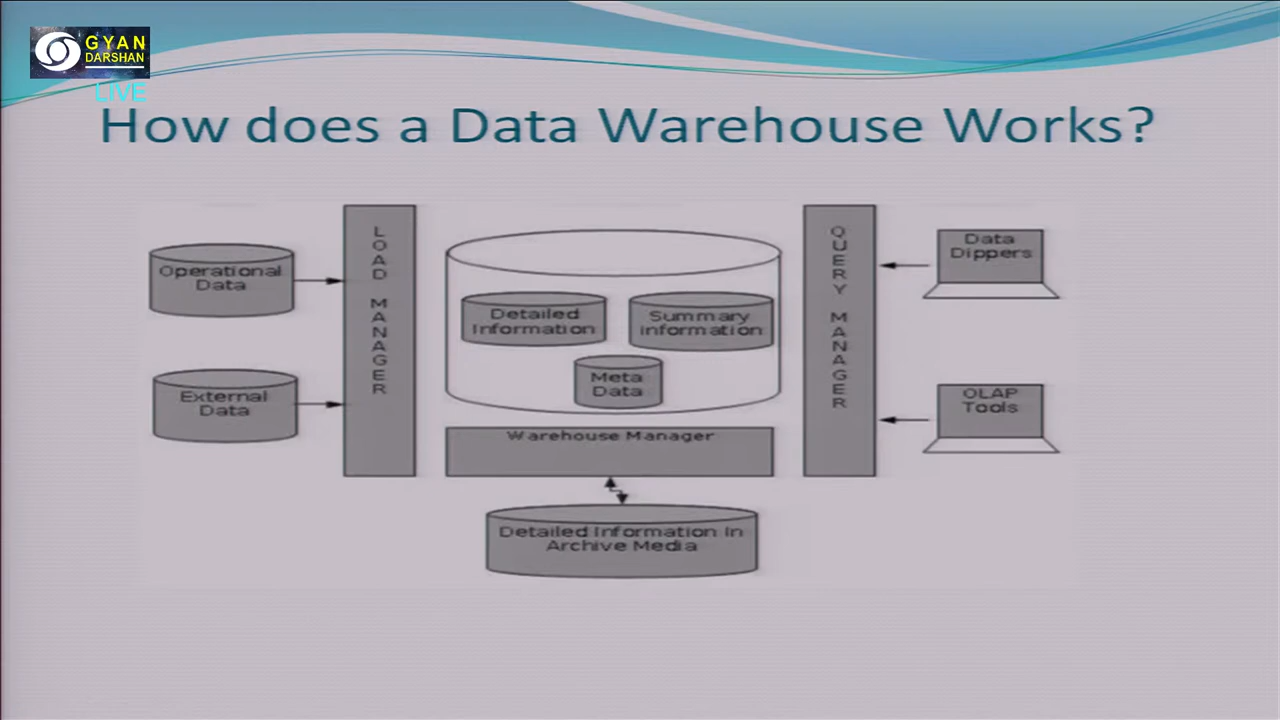 GYAN
DARSHAN
LIVE
How does a Data Warehouse Works?
Operational
Data
External
Data
LOAD MANAGER
Detailed
Information
Summary
information
Meta
Data
Warehouse Manager
Detailed Information In
Archive Media
QUERY MANAGER
Data
Dippers
OLAP
Tools